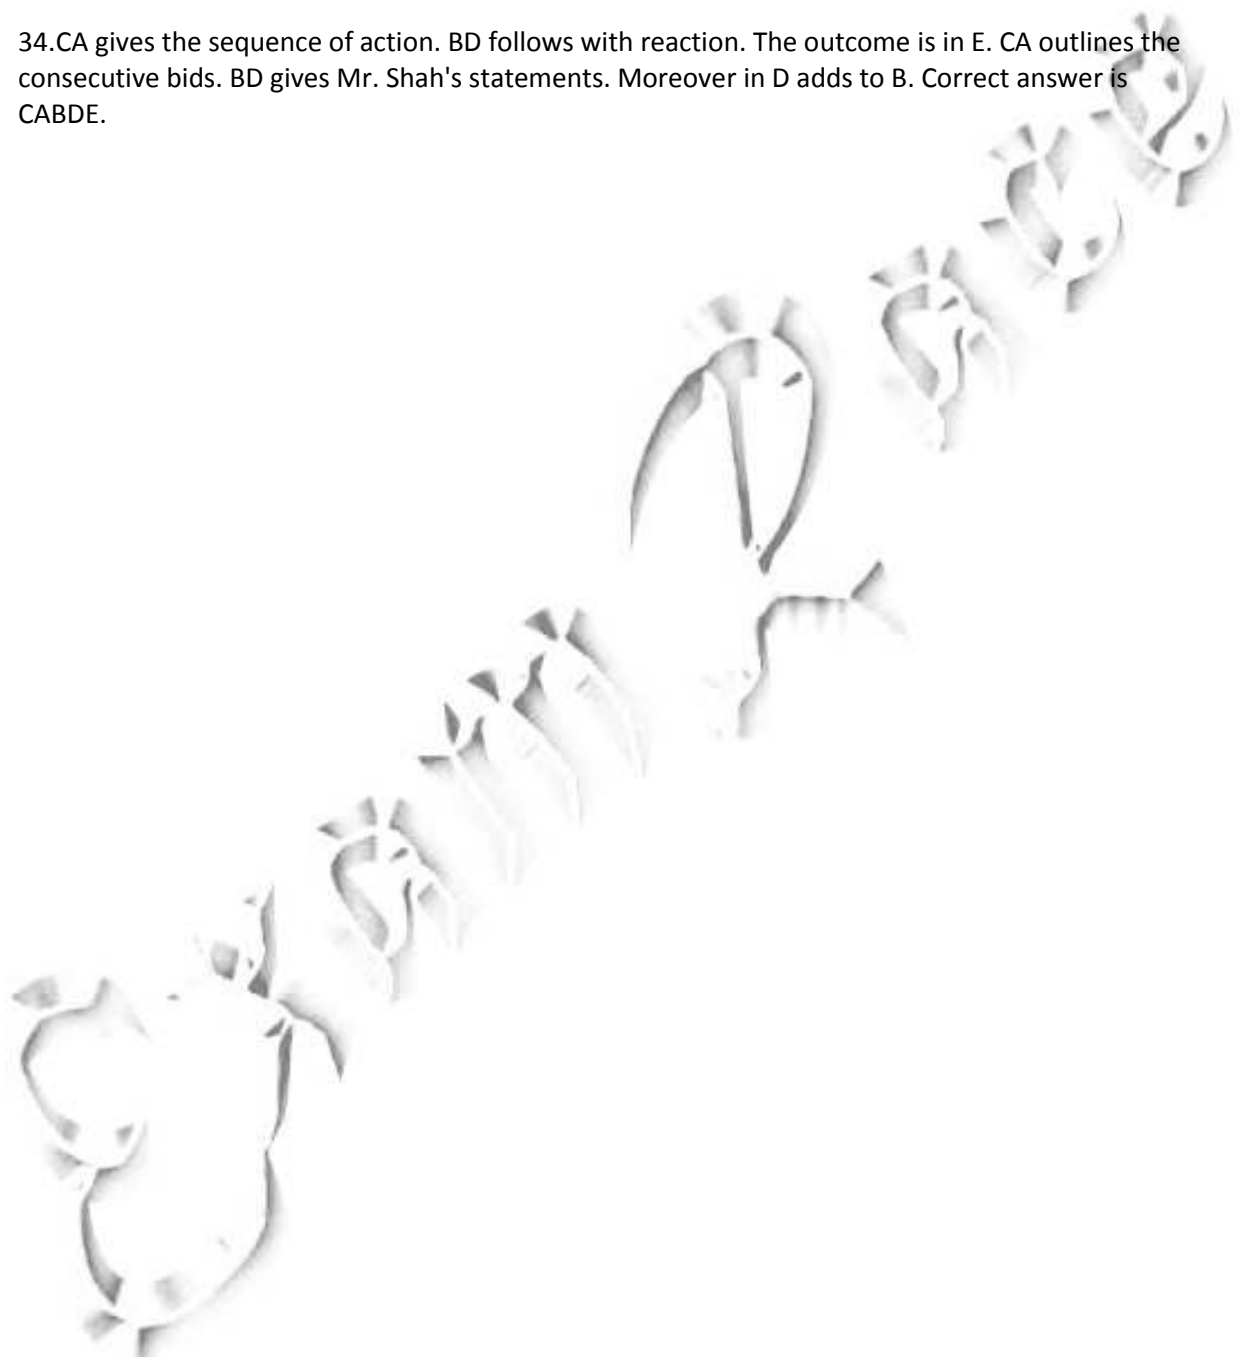 34.CA gives the sequence of action. BD follows with reaction. The outcome is in E. CA outlines the
consecutive bids. BD gives Mr. Shah's statements. Moreover in D adds to B. Correct answer is
CABDE.